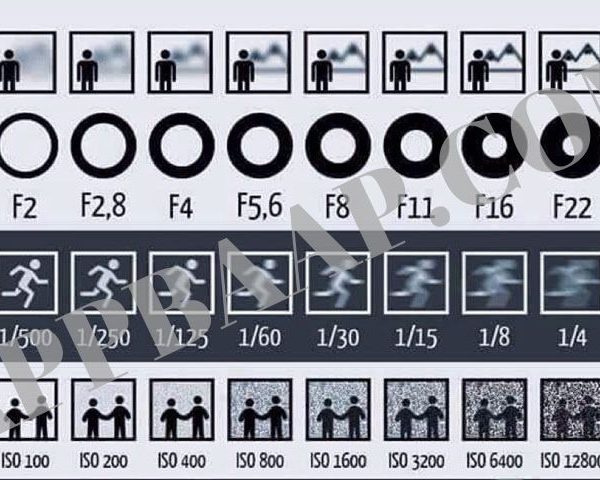 F2 F2,8 F4 F5,6 F8 F11 F16 F22
1/500 1/250 1/125 1/60 1/30 1/15 1/8 1/4
ISO 100 ISO 200 ISO 400 ISO 800 ISO 1600 ISO 3200 ISO 6400 ISO 12800
APPBAAP.COM